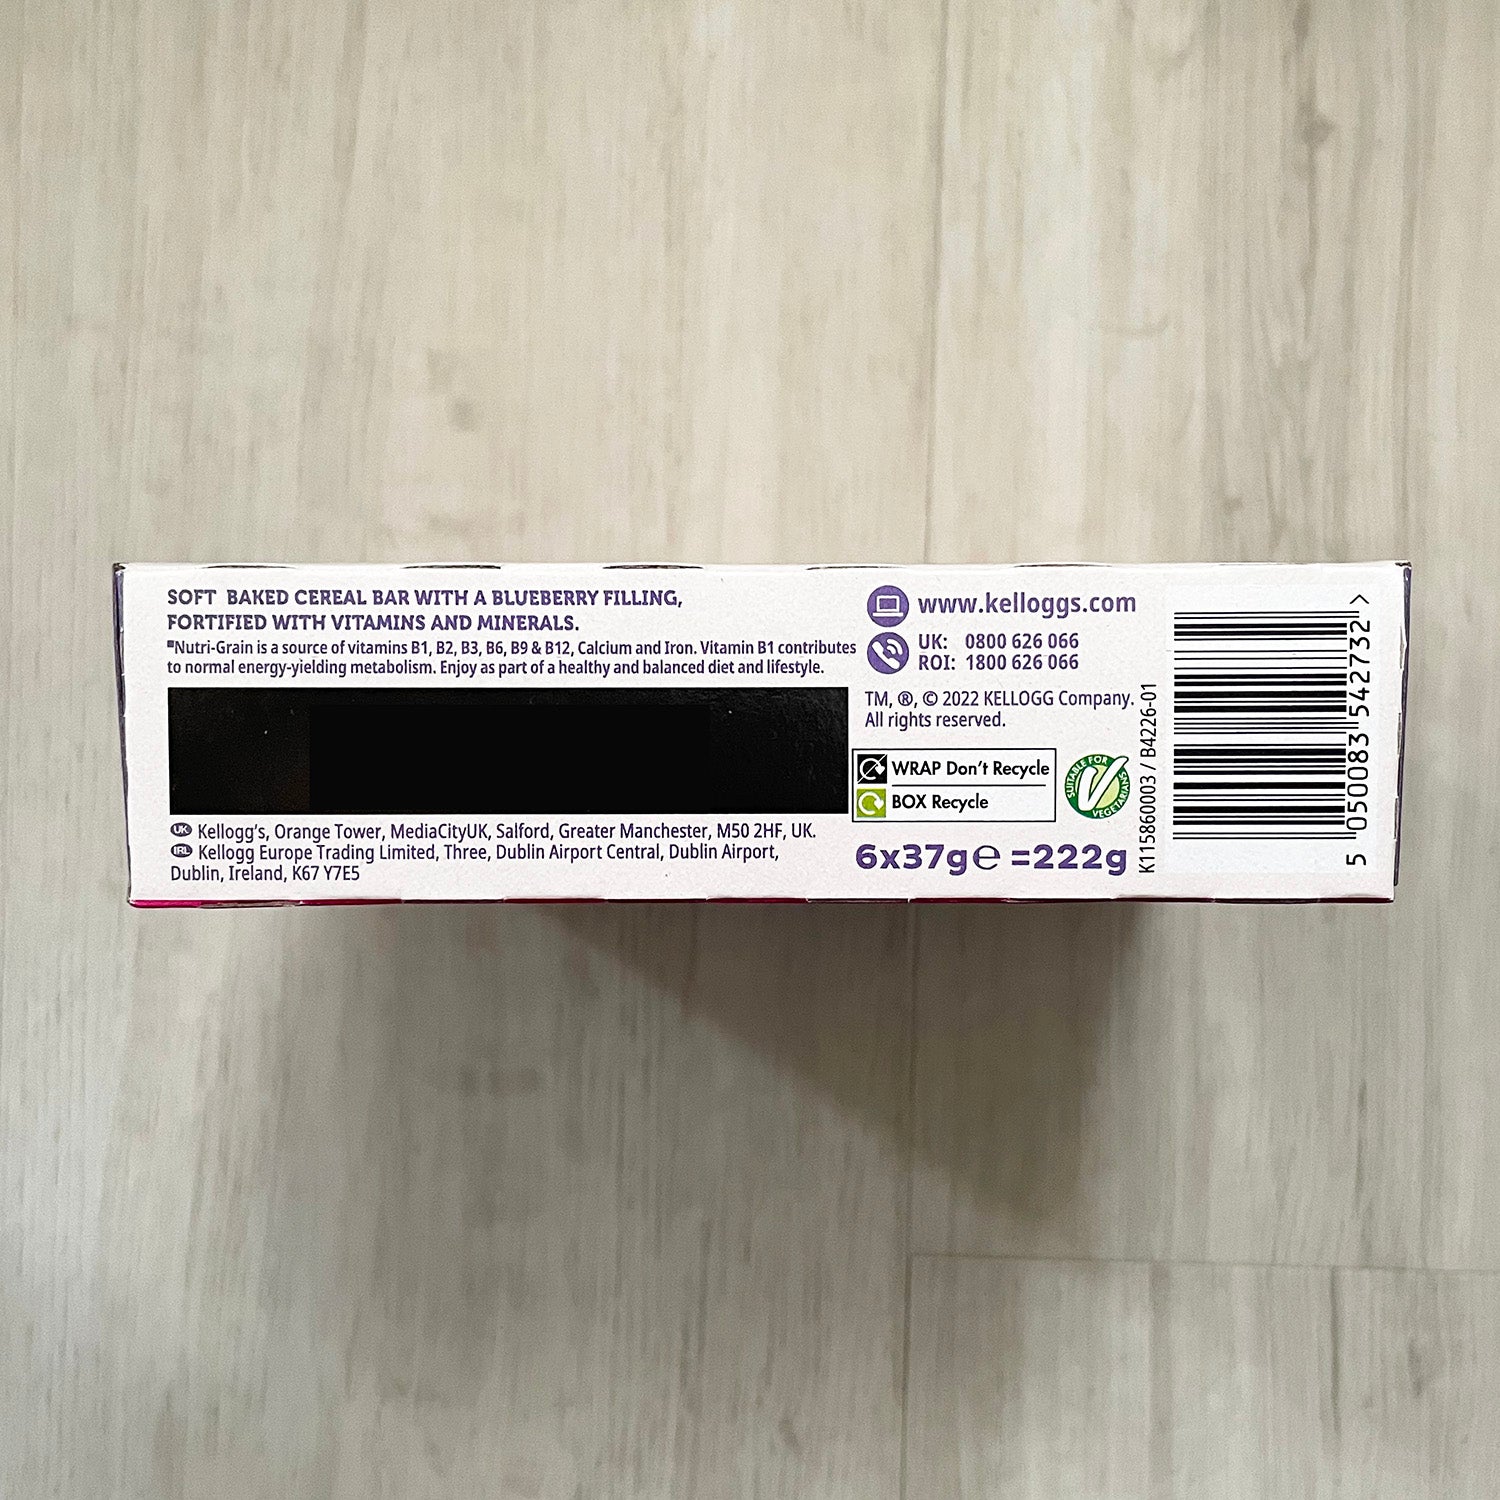 SOFT BAKED CEREAL BAR WITH A BLUEBERRY FILLING,
FORTIFIED WITH VITAMINS AND MINERALS.
■Nutri-Grain is a source of vitamins B1, B2, B3, B6, B9 & B12, Calcium and Iron. Vitamin B1 contributes
to normal energy-yielding metabolism. Enjoy as part of a healthy and balanced diet and lifestyle.
UK Kellogg's, Orange Tower, MediaCityUK, Salford, Greater Manchester, M50 2HF, UK.
IRL Kellogg Europe Trading Limited, Three, Dublin Airport Central, Dublin Airport,
Dublin, Ireland, K67 Y7E5
www.kelloggs.com
UK: 0800 626 066
ROI: 1800 626 066
TM, ®, © 2022 KELLOGG Company.
All rights reserved.
WRAP Don't Recycle
BOX Recycle
SUITABLE FOR VEGETARIANS
6x37g℮ =222g
K115860003 / B4226-01
5 050083 542732 >